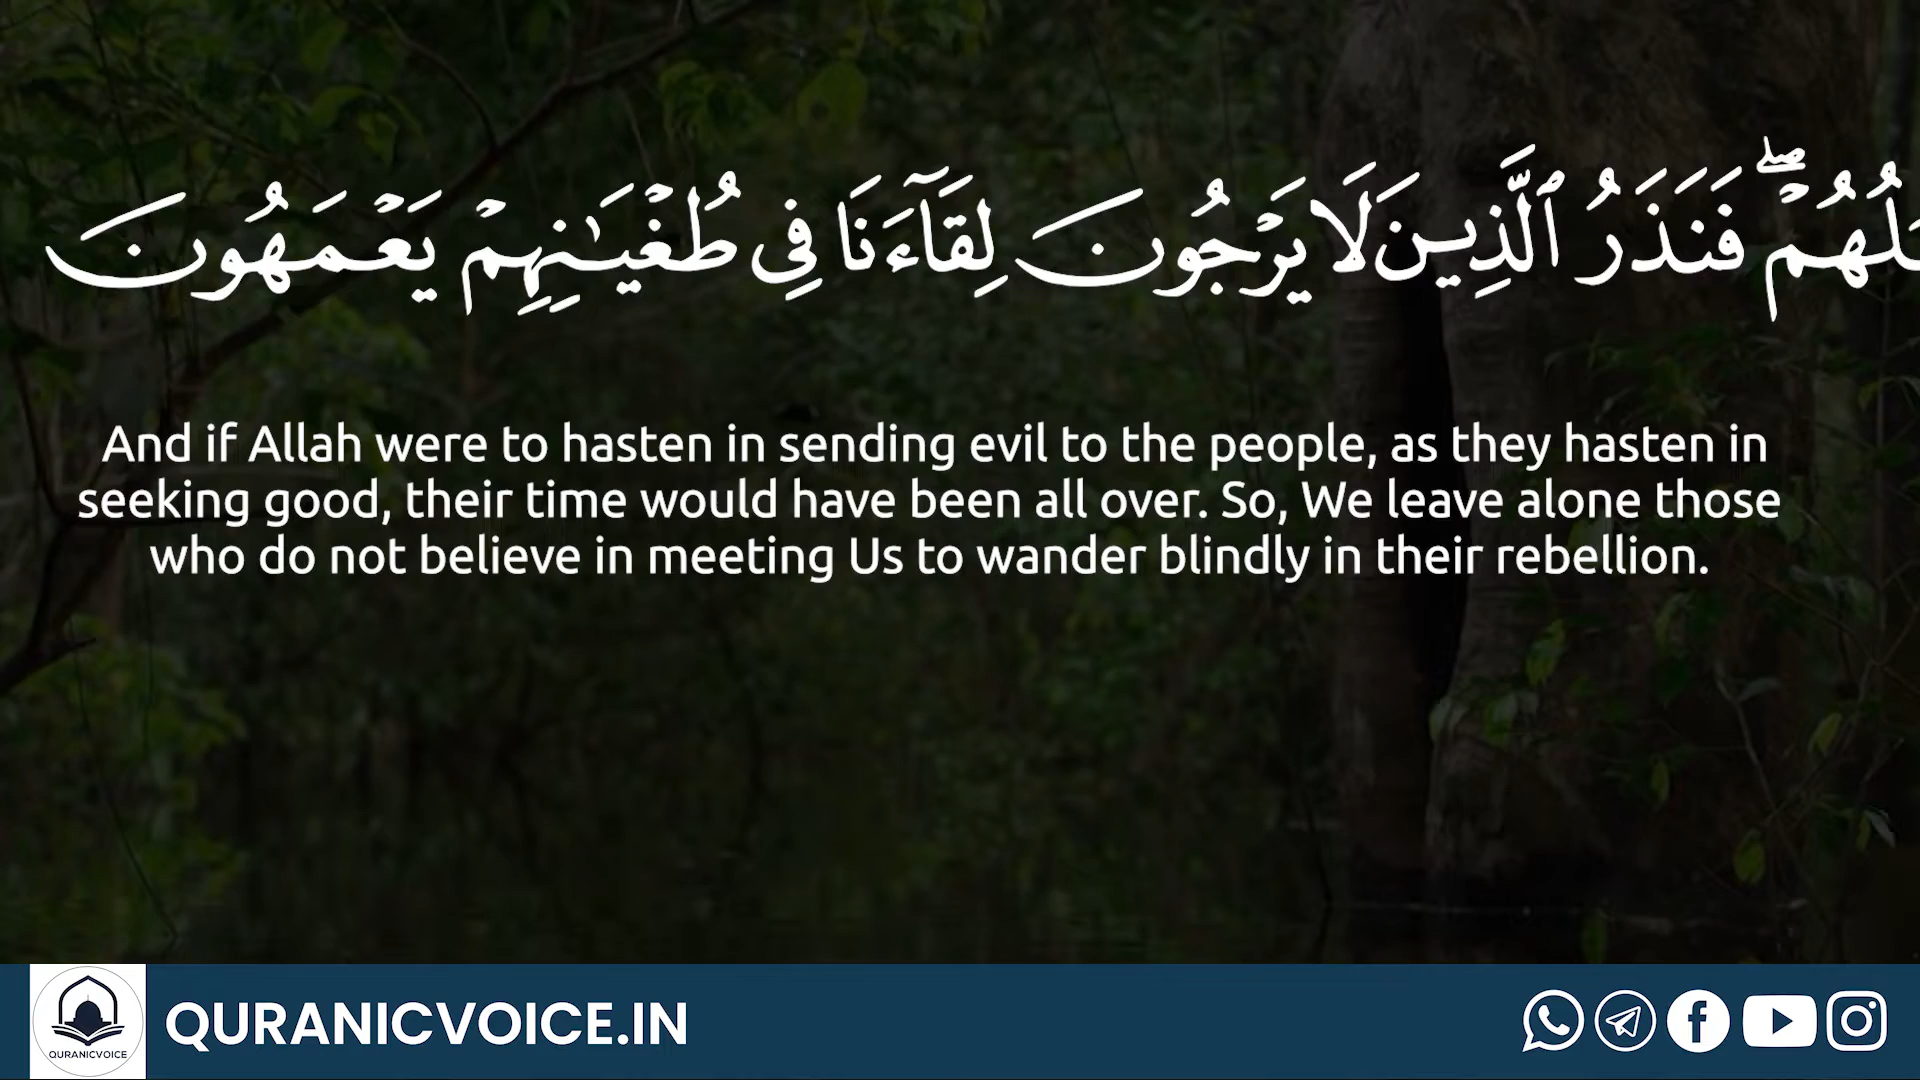 فَنَذَرُ ٱلَّذِينَ لَا يَرْجُونَ لِقَآءَنَا فِى طُغْيَـٰنِهِمْ يَعْمَهُونَ
And if Allah were to hasten in sending evil to the people, as they hasten in
seeking good, their time would have been all over. So, We leave alone those
who do not believe in meeting Us to wander blindly in their rebellion.
QURANICVOICE
QURANICVOICE.IN